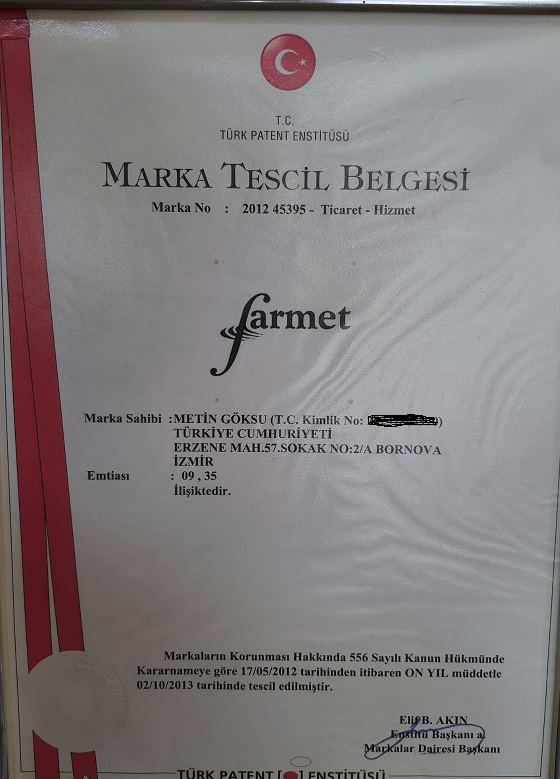 T.C.
TÜRK PATENT ENSTİTÜSÜ
MARKA TESCİL BELGESİ
Marka No : 2012 45395 - Ticaret - Hizmet
farmet
Marka Sahibi :METİN GÖKSU (T.C. Kimlik No: )
TÜRKİYE CUMHURİYETİ
ERZENE MAH.57.SOKAK NO:2/A BORNOVA
İZMİR
Emtiası : 09 , 35
İlişiktedir.
Markaların Korunması Hakkında 556 Sayılı Kanun Hükmünde
Kararnameye göre 17/05/2012 tarihinden itibaren ON YIL müddetle
02/10/2013 tarihinde tescil edilmiştir.
Elif B. AKIN
Enstitü Başkanı a.
Markalar Dairesi Başkanı
TÜRK PATENT ENSTİTÜSÜ